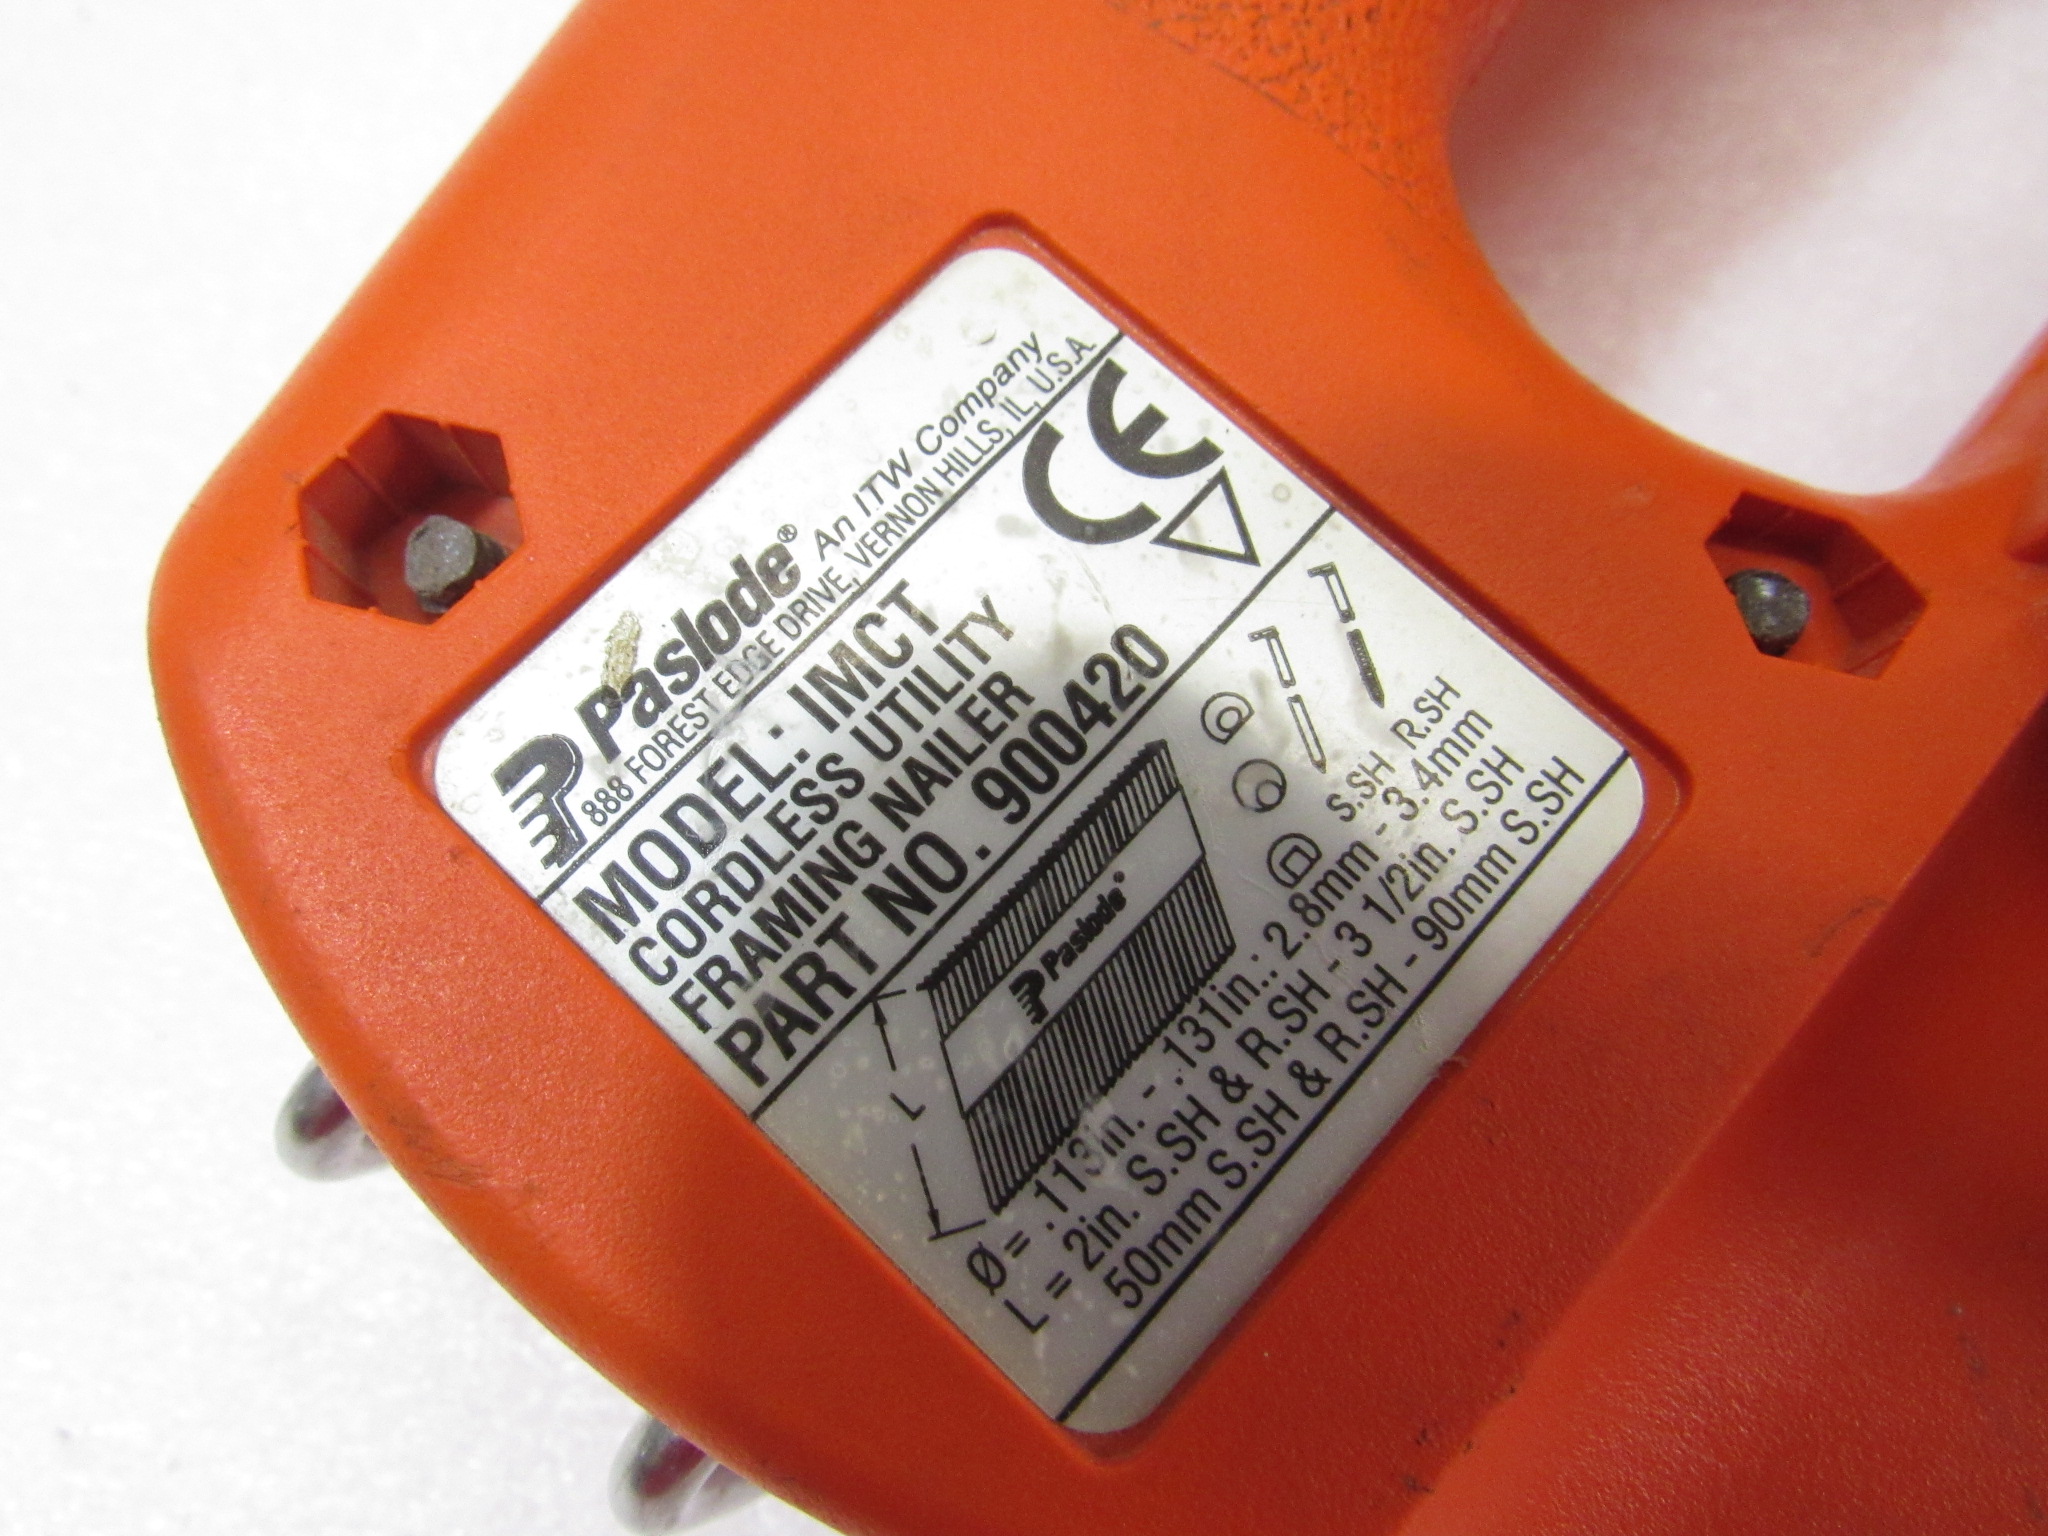 Paslode® An ITW Company
888 FOREST EDGE DRIVE, VERNON HILLS, IL, U.S.A.
MODEL: IMCT
CORDLESS UTILITY
FRAMING NAILER
PART NO. 900420
CE
Paslode®
L
S.SH R.SH
Ø= .113in. - .131in.: 2.8mm - 3.4mm
L = 2in. S.SH & R.SH - 3 1/2in. S.SH
50mm S.SH & R.SH - 90mm S.SH